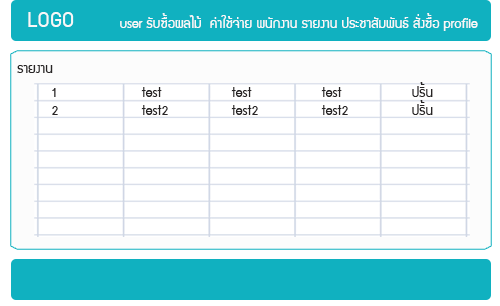 LOGO user รับซื้อผลไม้ ค่าใช้จ่าย พนักงาน รายงาน ประชาสัมพันธ์ สั่งซื้อ profile
รายงาน
1 test test test ปริ้น
2 test2 test2 test2 ปริ้น